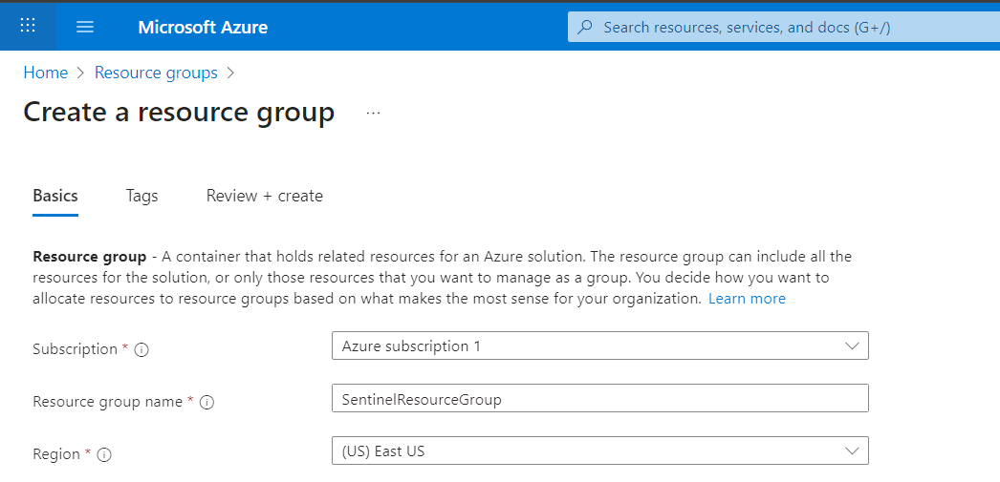 Microsoft Azure
Search resources, services, and docs (G+/)
Home > Resource groups >
Create a resource group ...
Basics Tags Review + create
Resource group - A container that holds related resources for an Azure solution. The resource group can include all the
resources for the solution, or only those resources that you want to manage as a group. You decide how you want to
allocate resources to resource groups based on what makes the most sense for your organization. Learn more
Subscription * Azure subscription 1
Resource group name * SentinelResourceGroup
Region * (US) East US